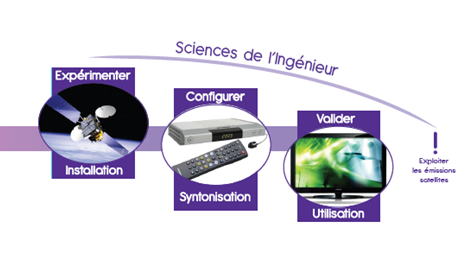 Sciences de l'Ingénieur
Expérimenter
Installation
Configurer
Syntonisation
Valider
Utilisation
!
Exploiter
les émissions
satellites